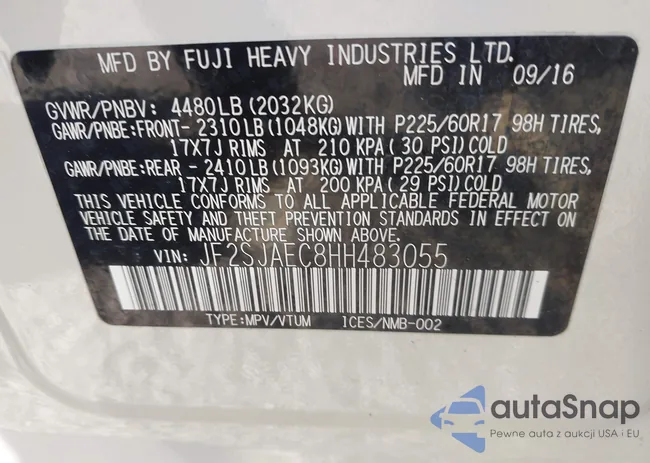 MFD BY FUJI HEAVY INDUSTRIES LTD.
MFD IN 09/16
GVWR/PNBV: 4480LB (2032KG)
GAWR/PNBE:FRONT- 2310LB (1048KG) WITH P225/60R17 98H TIRES,
17X7J RIMS AT 210 KPA ( 30 PSI) COLD
GAWR/PNBE:REAR - 2410LB (1093KG) WITH P225/60R17 98H TIRES,
17X7J RIMS AT 200 KPA (29 PSI) COLD
THIS VEHICLE CONFORMS TO ALL APPLICABLE FEDERAL MOTOR
VEHICLE SAFETY AND THEFT PREVENTION STANDARDS IN EFFECT ON
THE DATE OF MANUFACTURE SHOWN ABOVE.
VIN: JF2SJAEC8HH483055
TYPE:MPV/VTUM ICES/NMB-002
autaSnap
Pewne auta z aukcji USA i EU